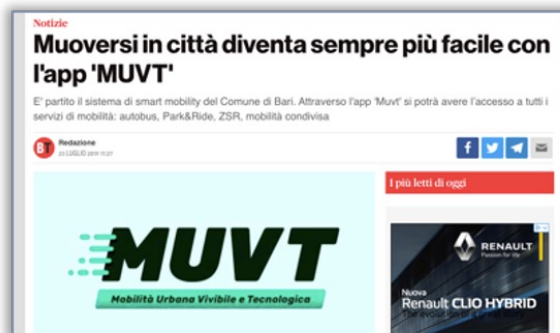 Notizie
Muoversi in città diventa sempre più facile con
l'app 'MUVT'
E' partito il sistema di smart mobility del Comune di Bari. Attraverso l'app 'Muvt' si potrà avere l'accesso a tutti i
servizi di mobilità: autobus, Park&Ride, ZSR, mobilità condivisa
BT
Redazione
I più letti di oggi
MUVT
Mobilità Urbana Vivibile e Tecnologica
RENAULT
Passion for life
Nuova
Renault CLIO HYBRID